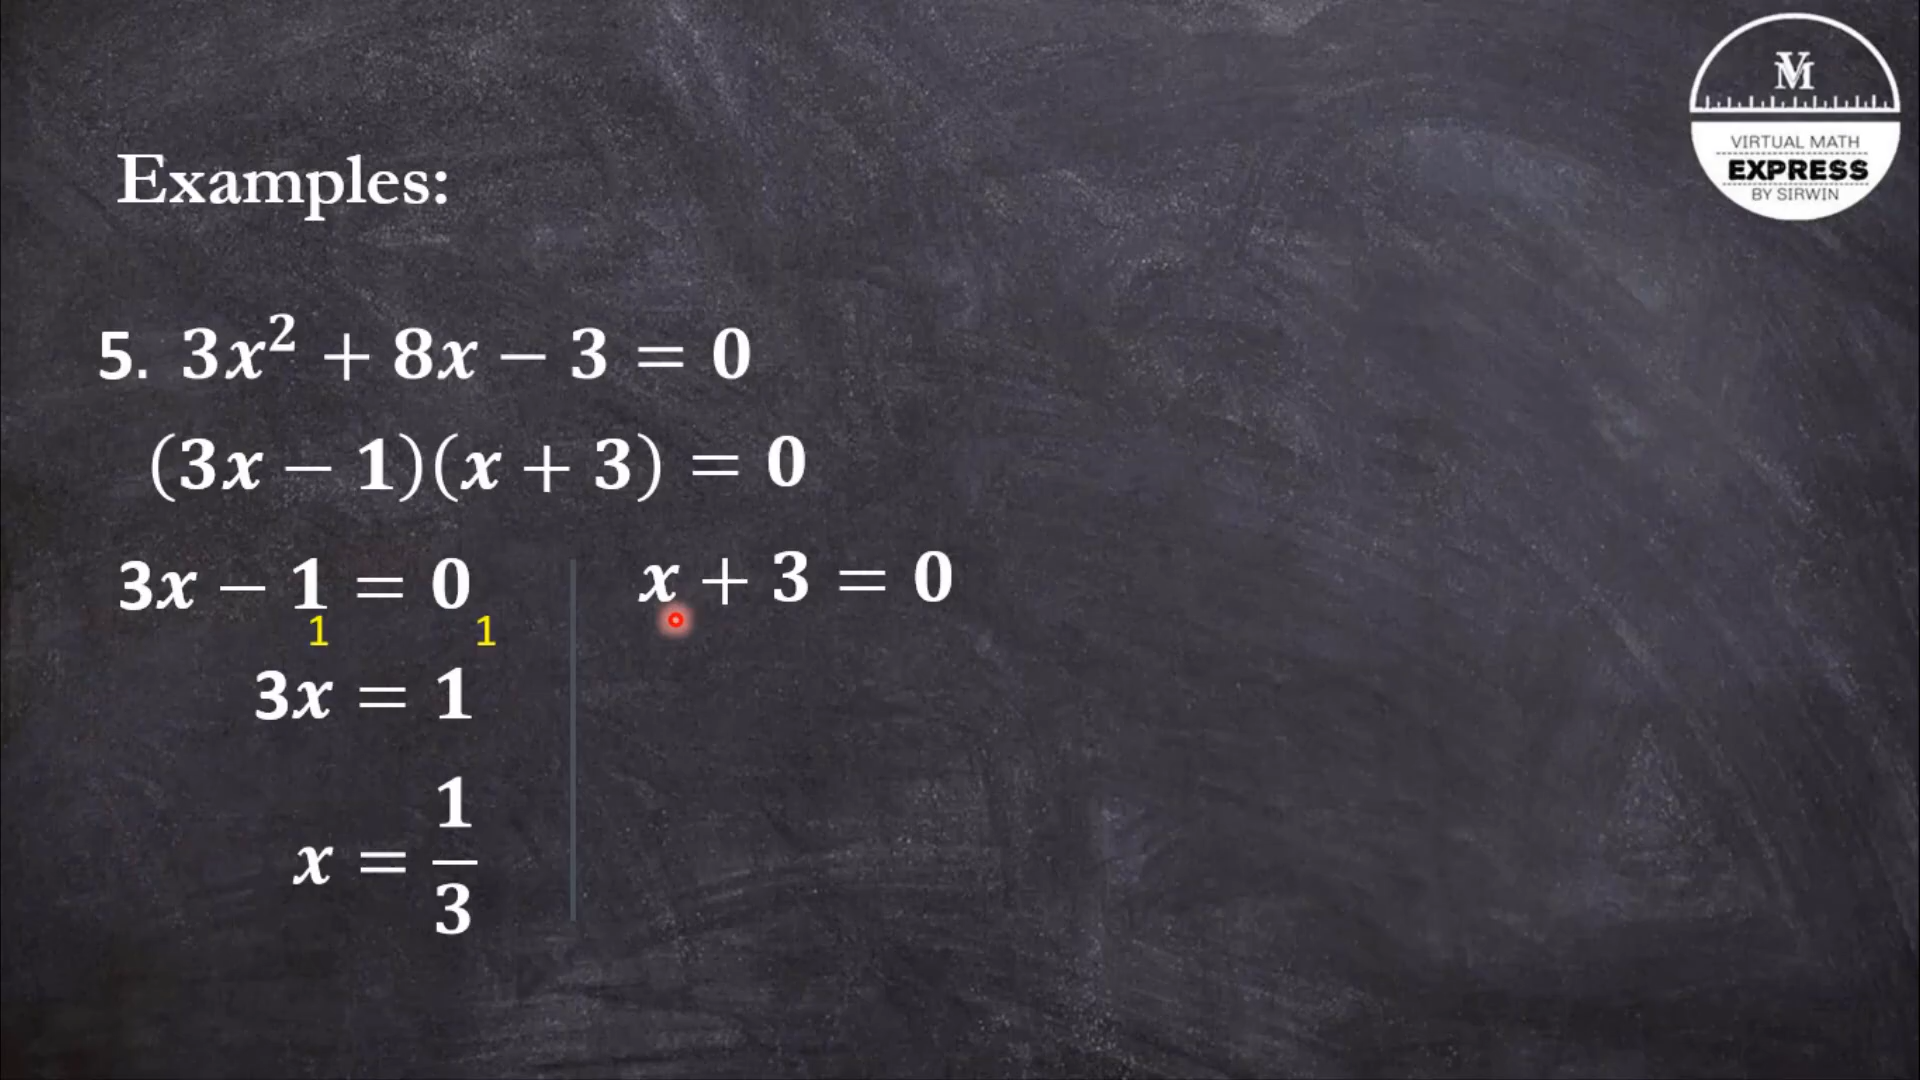 VM
VIRTUAL MATH
EXPRESS
BY SIRWIN
Examples:
5. 3x² + 8x − 3 = 0
(3x − 1)(x + 3) = 0
3x − 1 = 0
1 1
3x = 1
x = 1/3
x + 3 = 0